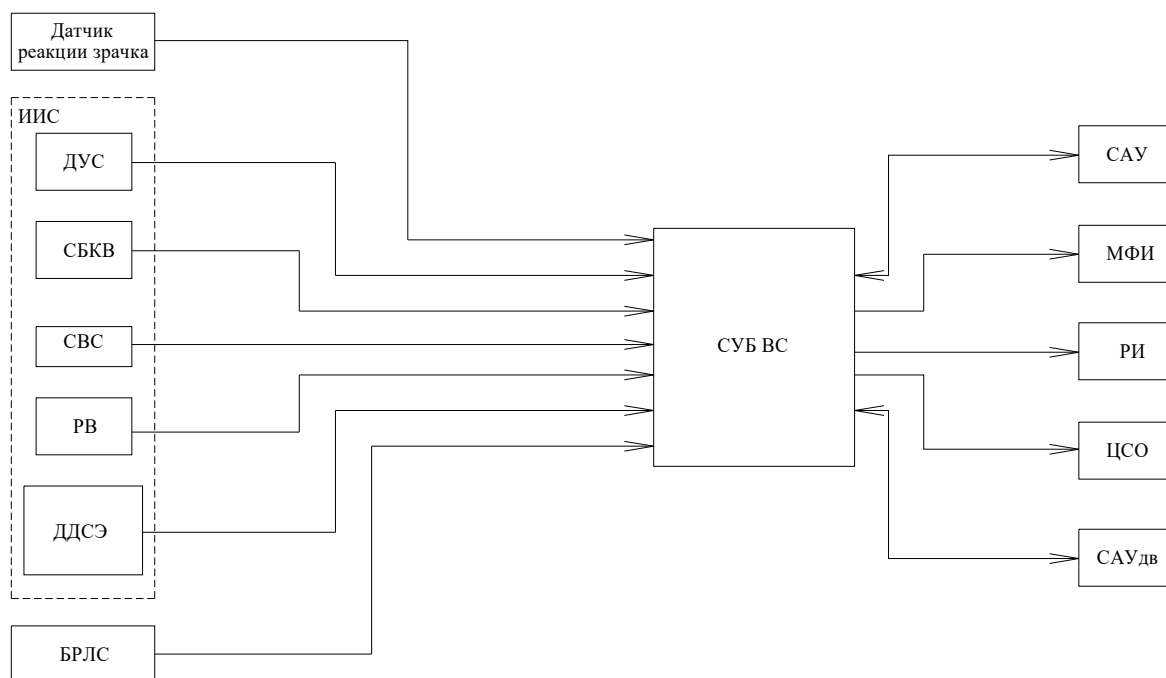 Датчик
реакции зрачка
ИИС
ДУС
СБКВ
СВС
РВ
ДДСЭ
БРЛС
СУБ ВС
САУ
МФИ
РИ
ЦСО
САУдв